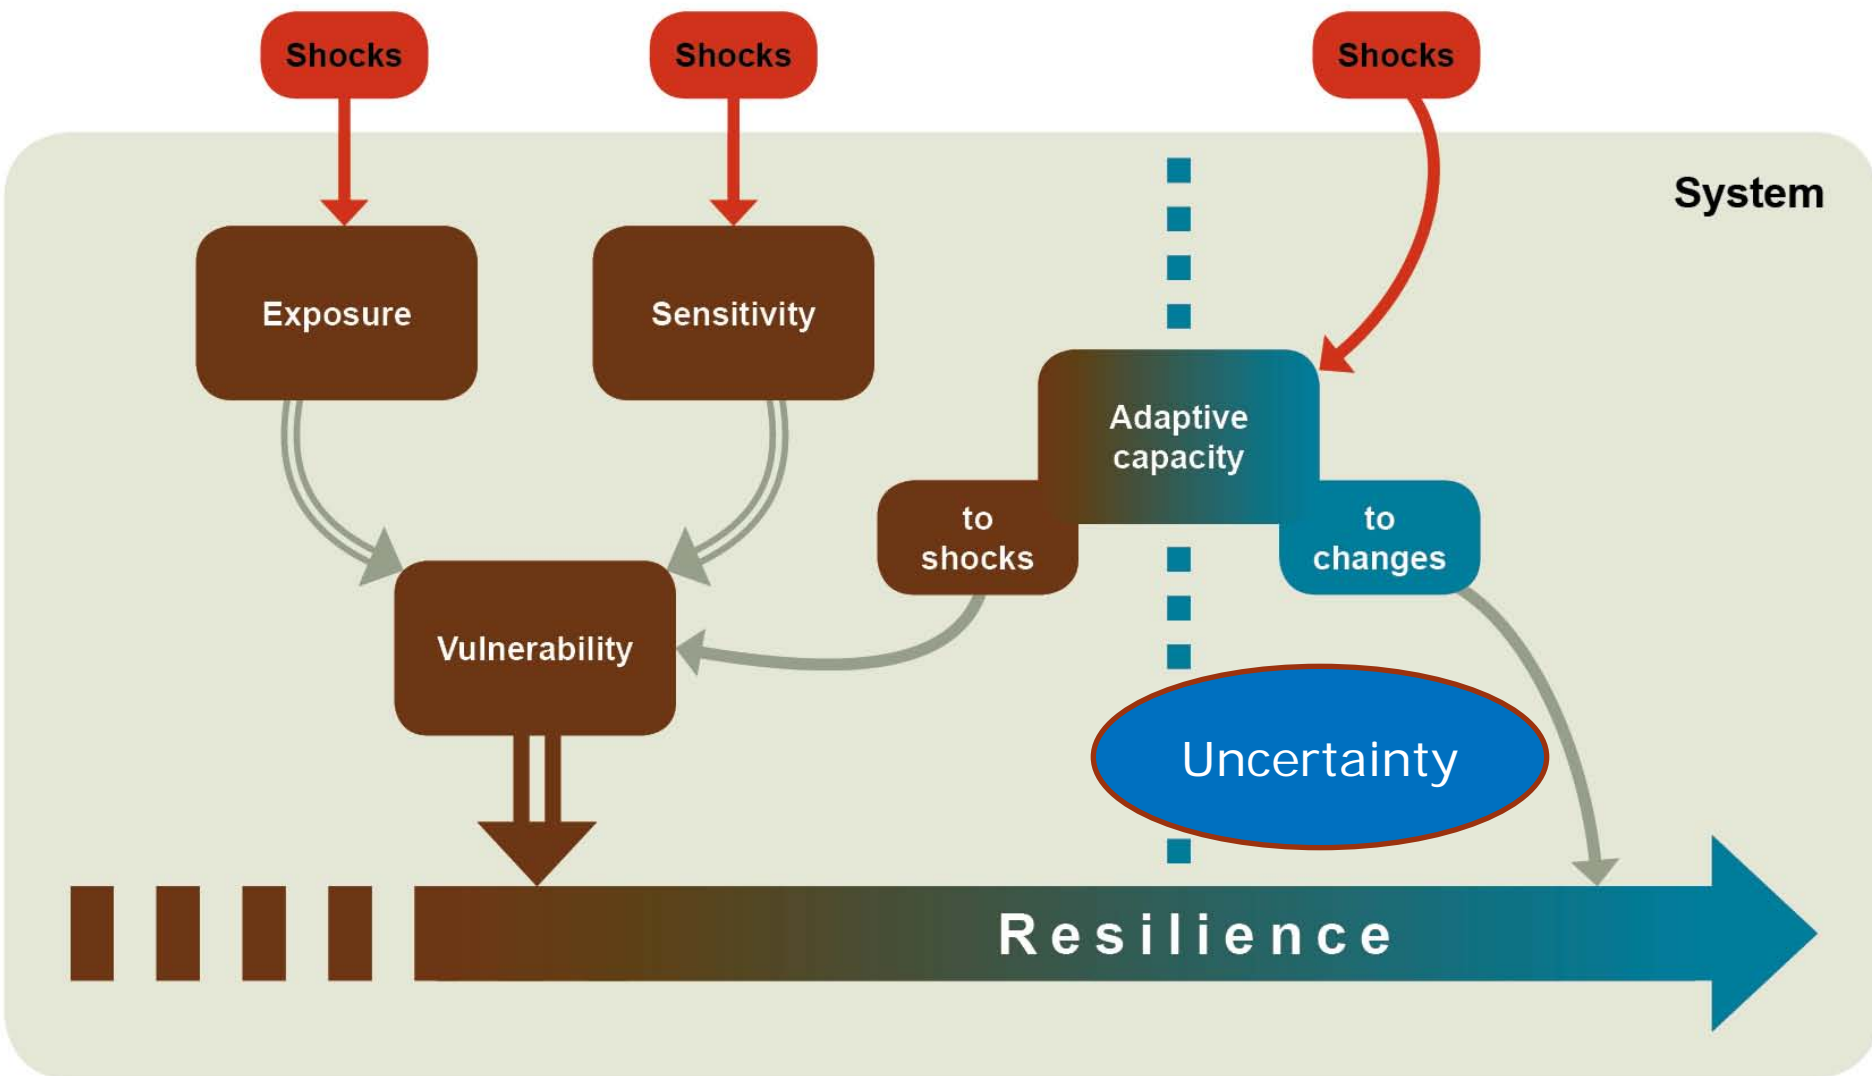 Shocks
Shocks
Shocks
System
Exposure
Sensitivity
Adaptive
capacity
to
shocks
to
changes
Vulnerability
Uncertainty
Resilience